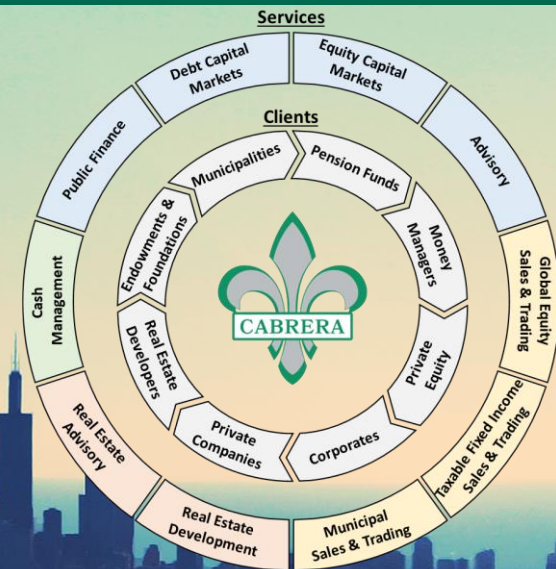 Services
Debt Capital
Markets
Equity Capital
Markets
Advisory
Global Equity
Sales & Trading
Taxable Fixed Income
Sales & Trading
Municipal
Sales & Trading
Real Estate
Development
Real Estate
Advisory
Cash
Management
Public Finance
Clients
Municipalities
Pension Funds
Money
Managers
Private
Equity
Corporates
Private
Companies
Real Estate
Developers
Endowments &
Foundations
CABRERA